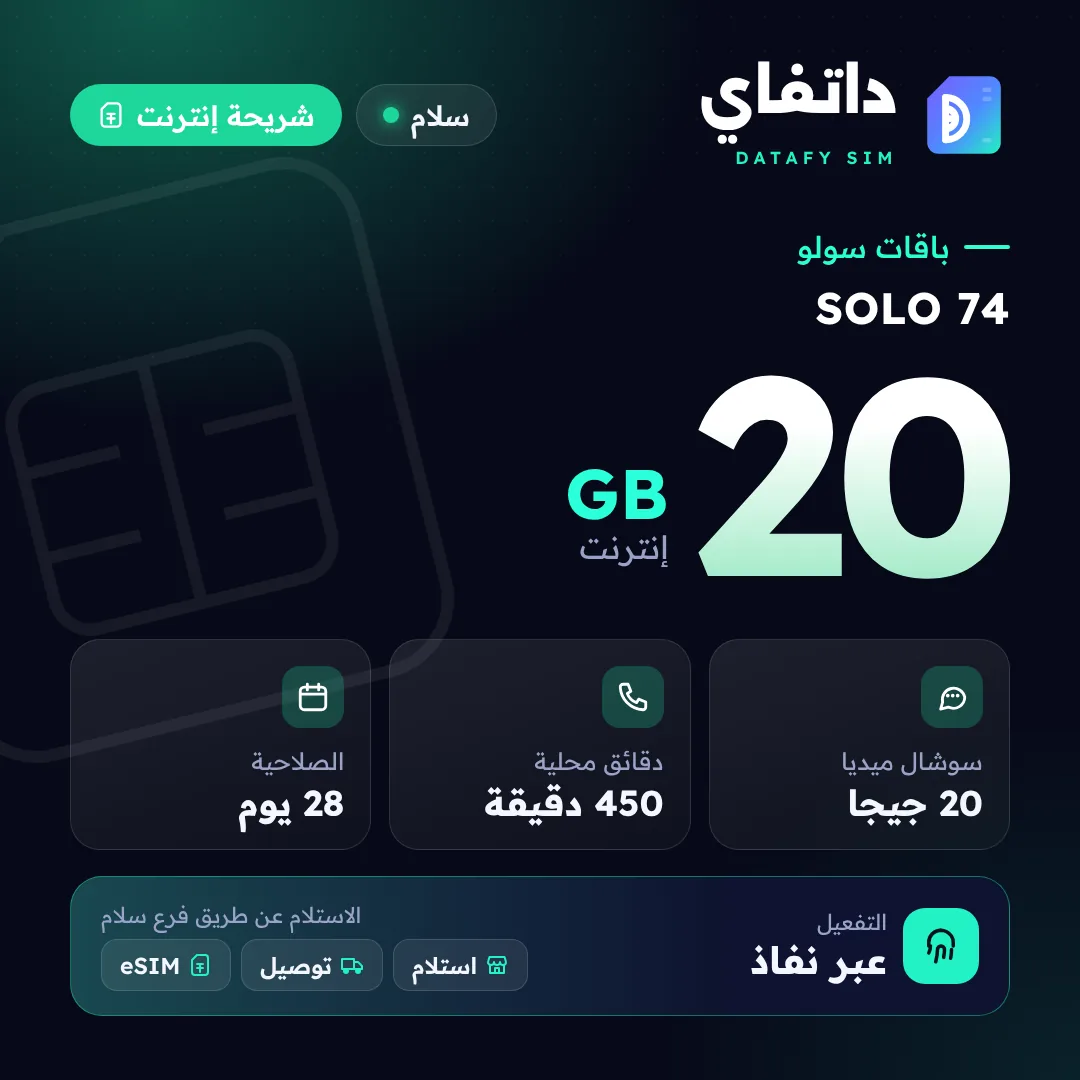 داتفاي
DATAFY SIM
سلام
شريحة إنترنت
باقات سولو
SOLO 74
20
GB
إنترنت
سوشال ميديا
20 جيجا
دقائق محلية
450 دقيقة
الصلاحية
28 يوم
التفعيل
عبر نفاذ
الاستلام عن طريق فرع سلام
استلام
توصيل
eSIM